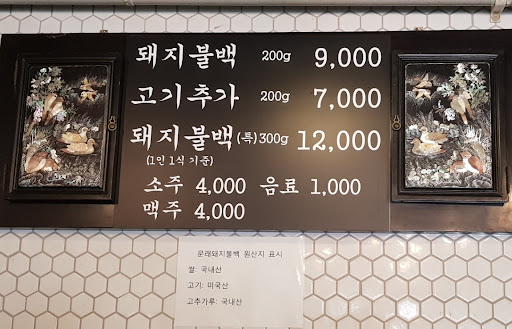 돼지불백 200g 9,000
고기추가 200g 7,000
돼지불백(특)300g 12,000
(1인 1식 기준)
소주 4,000 음료 1,000
맥주 4,000
문래돼지불백 원산지 표시
쌀: 국내산
고기: 미국산
고추가루: 국내산